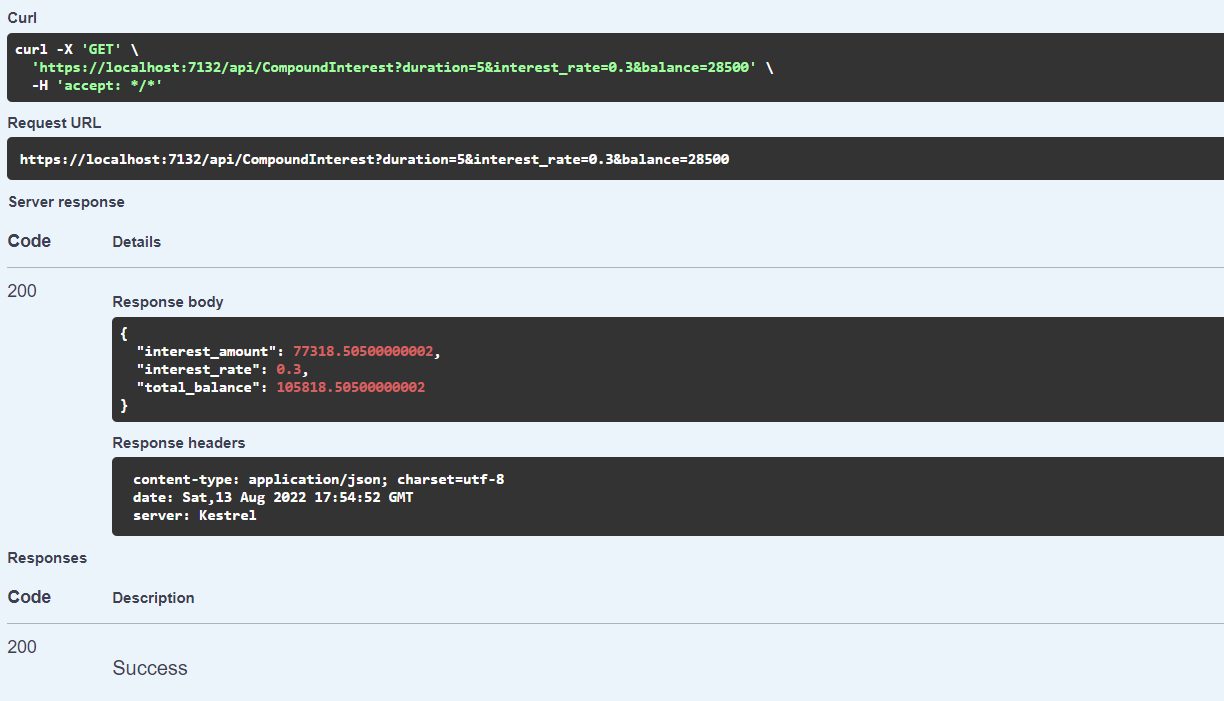 Curl
curl -X 'GET' \
'https://localhost:7132/api/CompoundInterest?duration=5&interest_rate=0.3&balance=28500' \
-H 'accept: */*'
Request URL
https://localhost:7132/api/CompoundInterest?duration=5&interest_rate=0.3&balance=28500
Server response
Code Details
200
Response body
{
"interest_amount": 77318.50500000002,
"interest_rate": 0.3,
"total_balance": 105818.50500000002
}
Response headers
content-type: application/json; charset=utf-8
date: Sat,13 Aug 2022 17:54:52 GMT
server: Kestrel
Responses
Code Description
200
Success